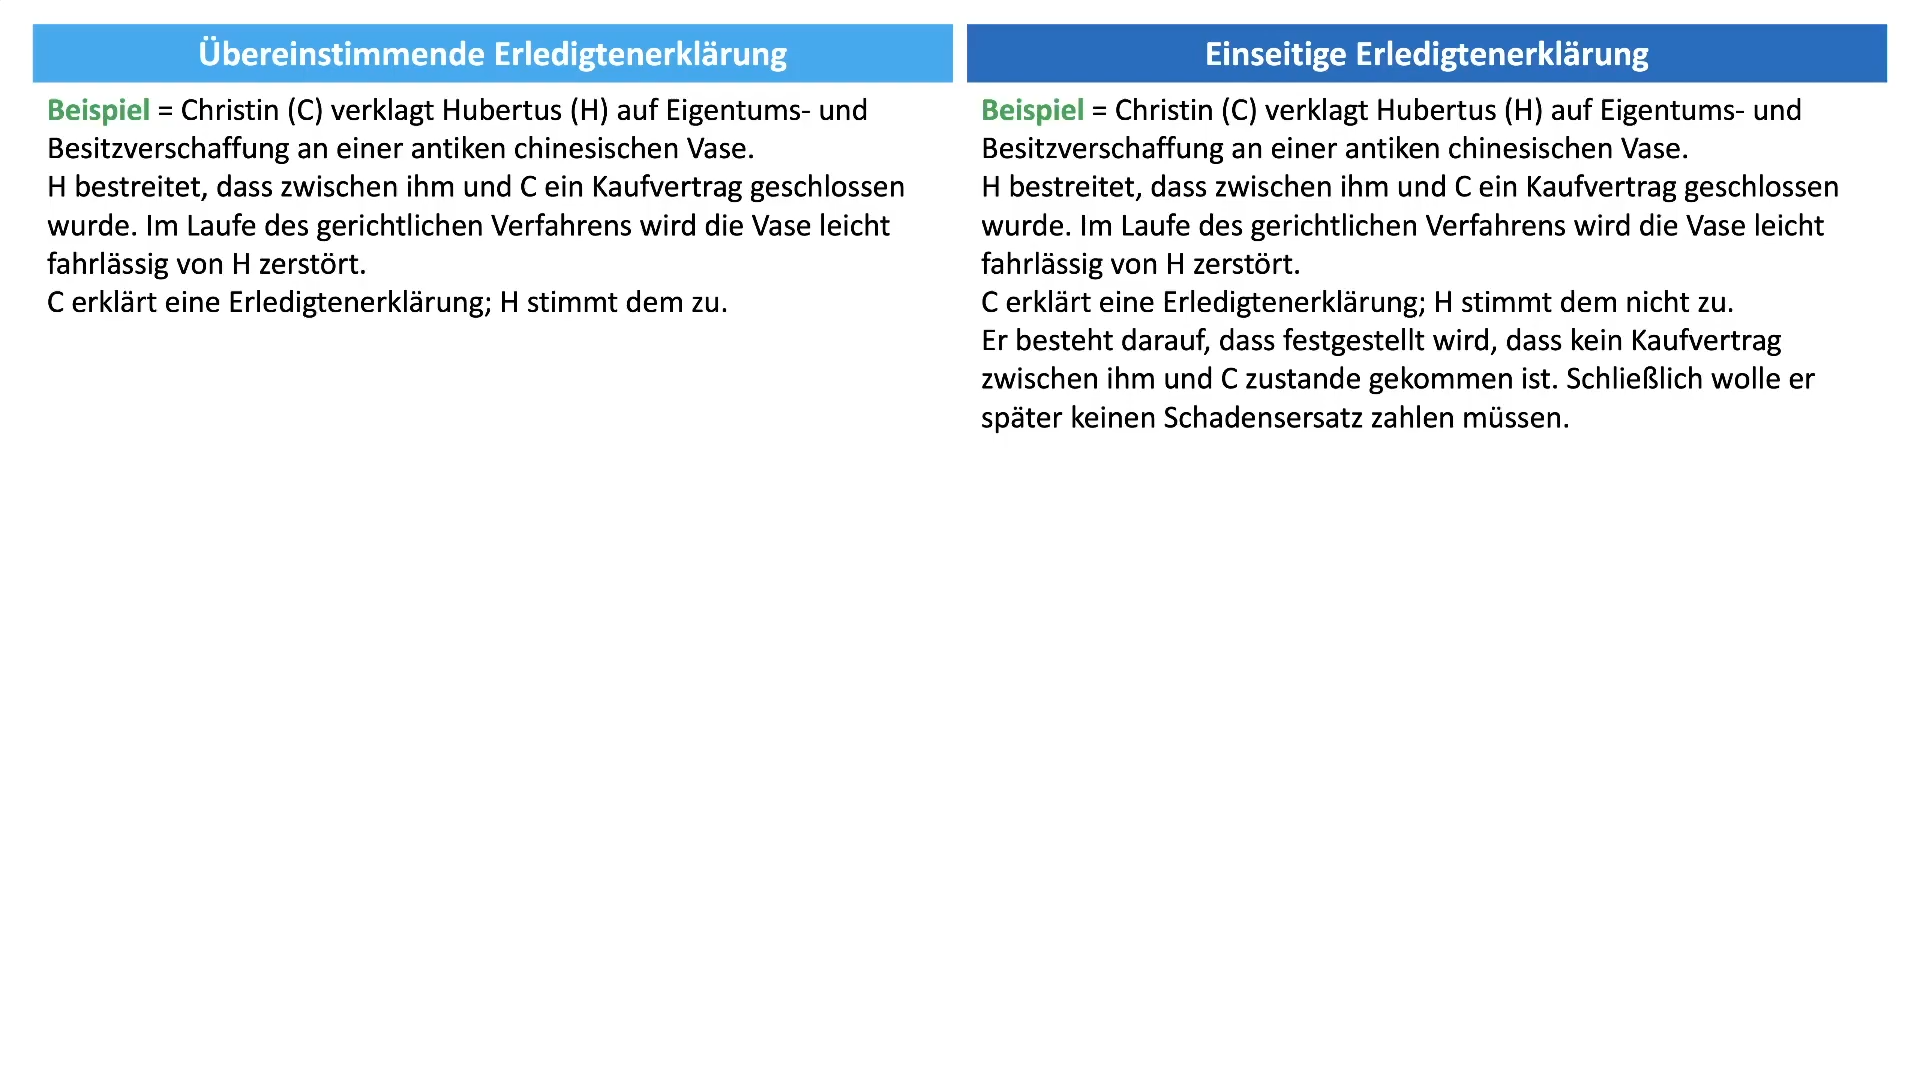 Übereinstimmende Erledigtenerklärung
Beispiel = Christin (C) verklagt Hubertus (H) auf Eigentums- und
Besitzverschaffung an einer antiken chinesischen Vase.
H bestreitet, dass zwischen ihm und C ein Kaufvertrag geschlossen
wurde. Im Laufe des gerichtlichen Verfahrens wird die Vase leicht
fahrlässig von H zerstört.
C erklärt eine Erledigtenerklärung; H stimmt dem zu.
Einseitige Erledigtenerklärung
Beispiel = Christin (C) verklagt Hubertus (H) auf Eigentums- und
Besitzverschaffung an einer antiken chinesischen Vase.
H bestreitet, dass zwischen ihm und C ein Kaufvertrag geschlossen
wurde. Im Laufe des gerichtlichen Verfahrens wird die Vase leicht
fahrlässig von H zerstört.
C erklärt eine Erledigtenerklärung; H stimmt dem nicht zu.
Er besteht darauf, dass festgestellt wird, dass kein Kaufvertrag
zwischen ihm und C zustande gekommen ist. Schließlich wolle er
später keinen Schadensersatz zahlen müssen.